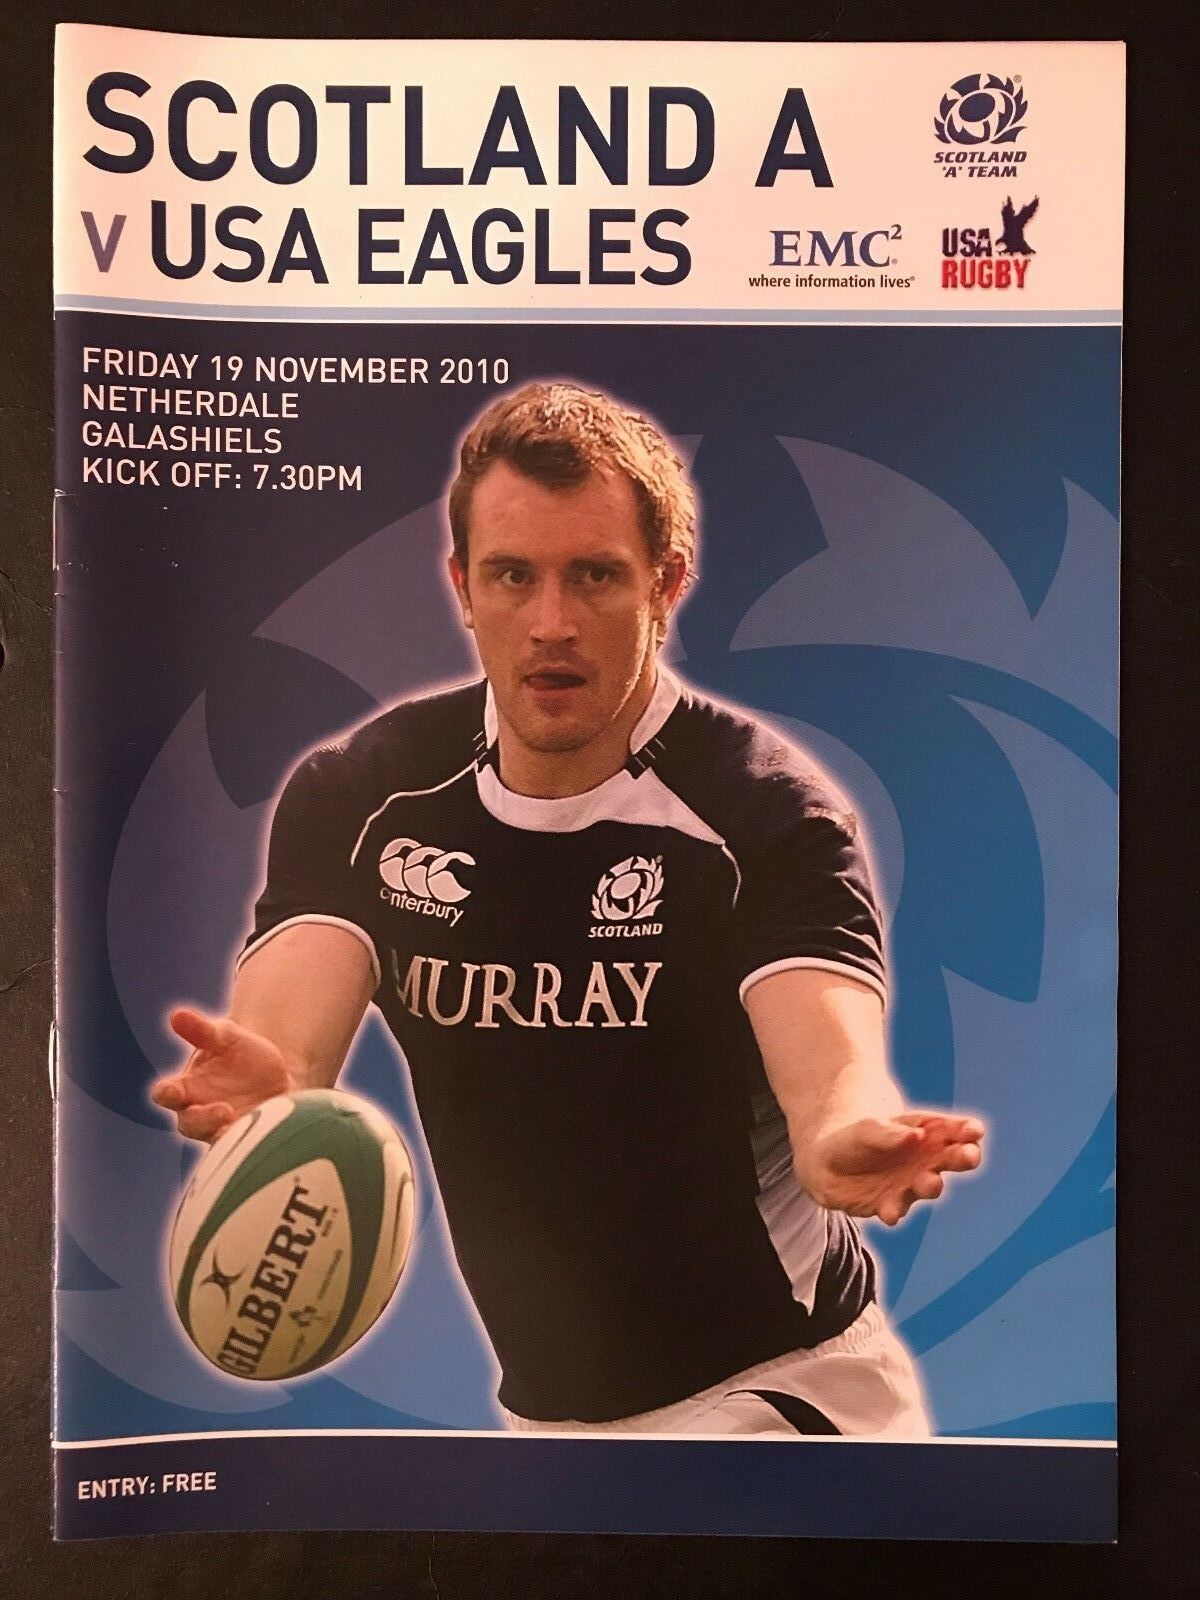 SCOTLAND A
V USA EAGLES
SCOTLAND
'A' TEAM
EMC²
where information lives®
USA
RUGBY
FRIDAY 19 NOVEMBER 2010
NETHERDALE
GALASHIELS
KICK OFF: 7.30PM
canterbury
SCOTLAND
MURRAY
GILBERT
ENTRY: FREE